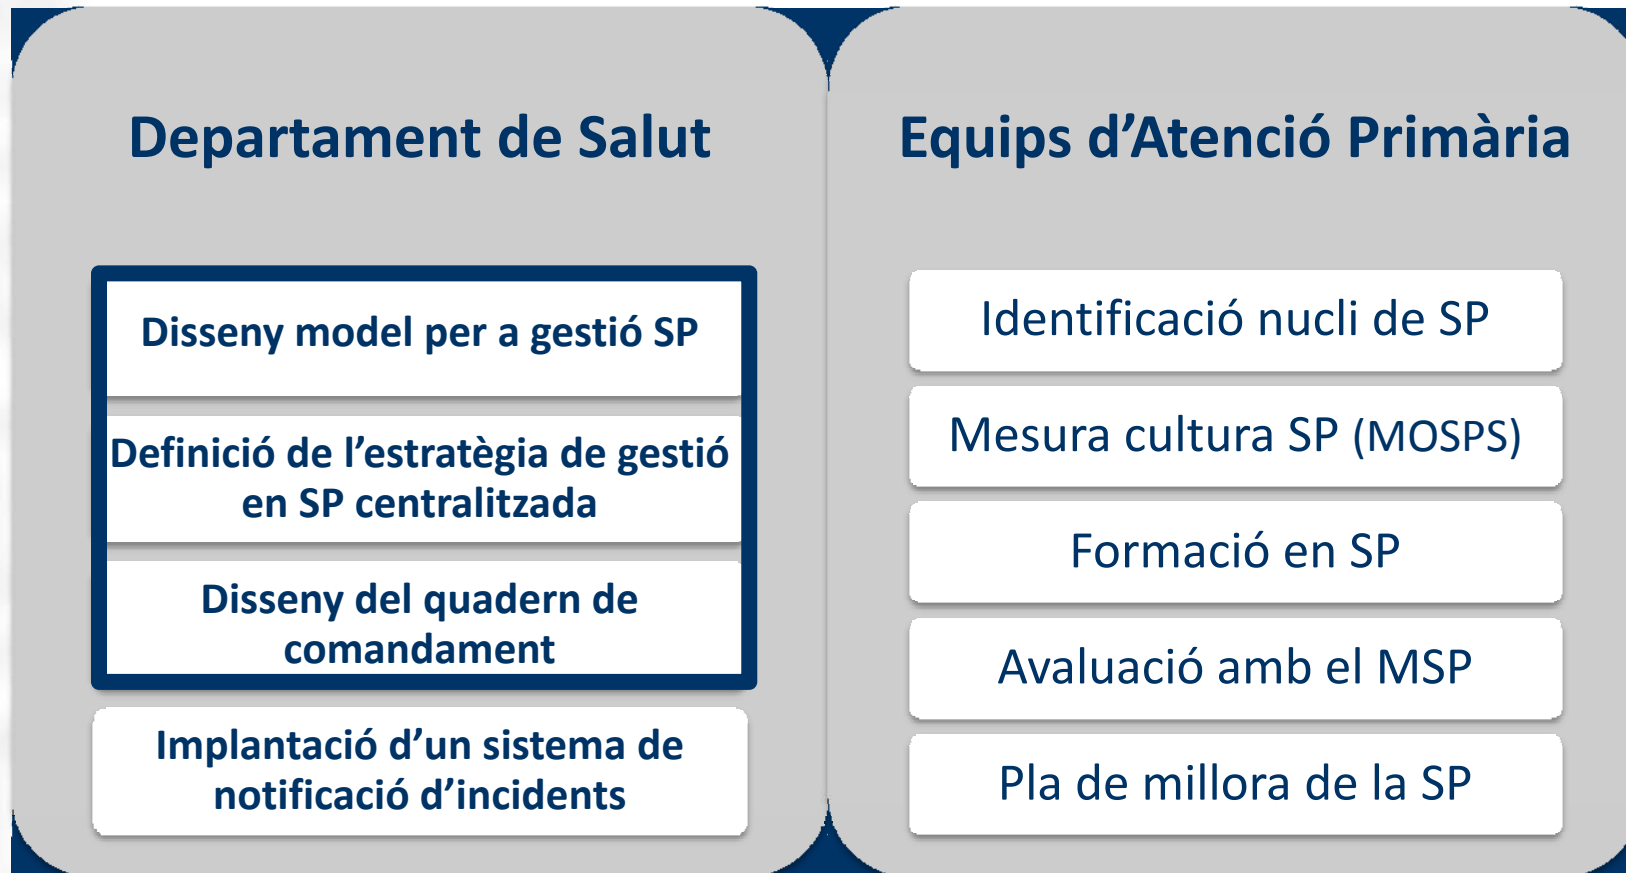 Departament de Salut
Disseny model per a gestió SP
Definició de l’estratègia de gestió
en SP centralitzada
Disseny del quadern de
comandament
Implantació d’un sistema de
notificació d’incidents
Equips d’Atenció Primària
Identificació nucli de SP
Mesura cultura SP (MOSPS)
Formació en SP
Avaluació amb el MSP
Pla de millora de la SP